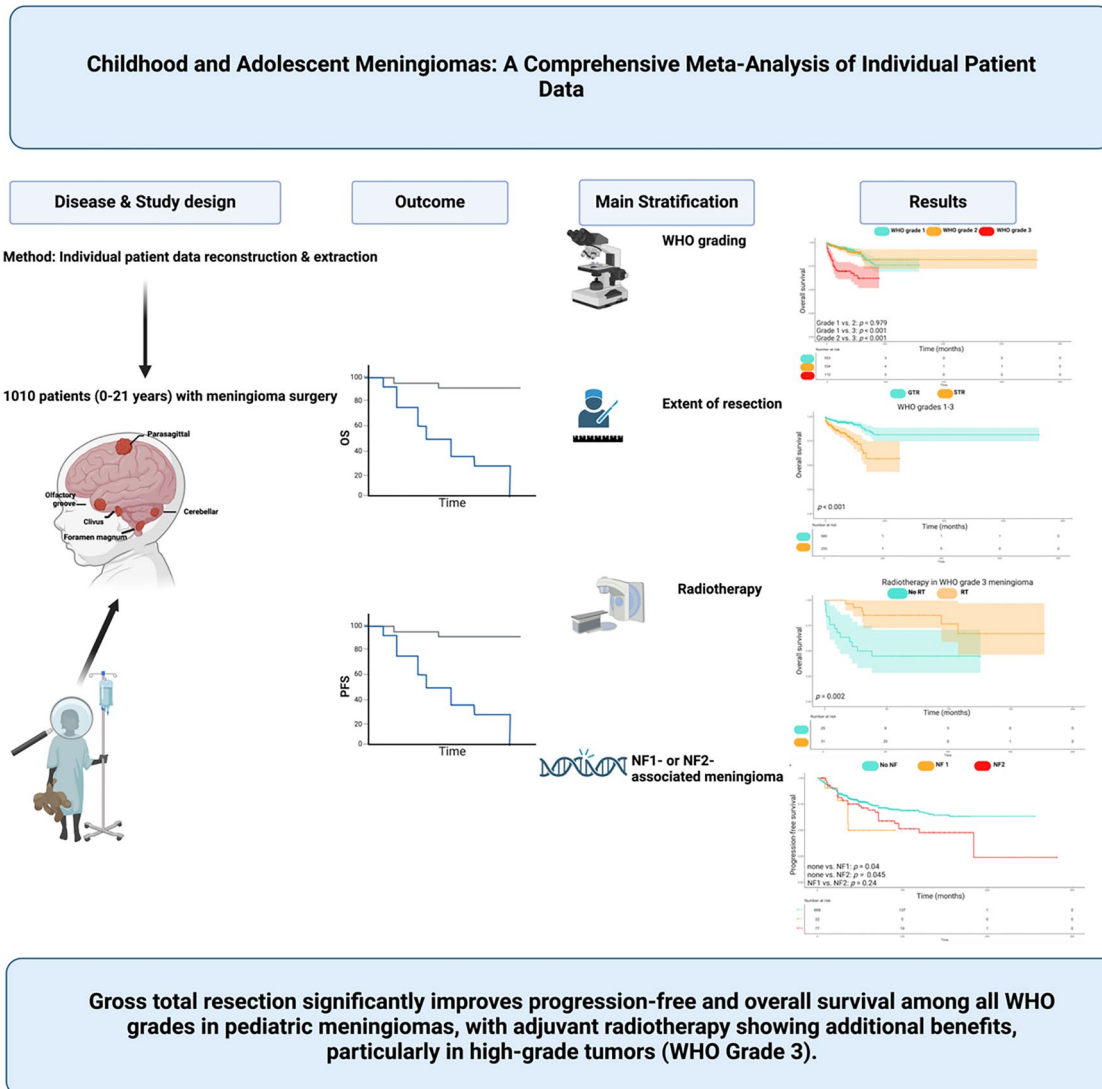 Childhood and Adolescent Meningiomas: A Comprehensive Meta-Analysis of Individual Patient
Data
Disease & Study design
Outcome
Main Stratification
Results
Method: Individual patient data reconstruction & extraction
1010 patients (0-21 years) with meningioma surgery
Parasagittal
Olfactory
groove
Clivus
Cerebellar
Foramen magnum
100
80
60
40
20
0
OS
Time
100
80
60
40
20
0
PFS
Time
WHO grading
Extent of resection
Radiotherapy
NF1- or NF2-
associated meningioma
WHO grade 1 WHO grade 2 WHO grade 3
Overall survival
Grade 1 vs. 2: p = 0.979
Grade 1 vs. 3: p < 0.001
Grade 2 vs. 3: p < 0.001
Time (months)
Number at risk
Time
GTR STR
WHO grades 1-3
Overall survival
p < 0.001
Time (months)
Number at risk
Time
Radiotherapy in WHO grade 3 meningioma
No RT RT
Overall survival
p = 0.002
Time (months)
Number at risk
Time
No NF NF 1 NF2
Progression-free survival
none vs. NF1: p = 0.04
none vs. NF2: p = 0.045
NF1 vs. NF2: p = 0.24
Time (months)
Number at risk
Time
Gross total resection significantly improves progression-free and overall survival among all WHO
grades in pediatric meningiomas, with adjuvant radiotherapy showing additional benefits,
particularly in high-grade tumors (WHO Grade 3).